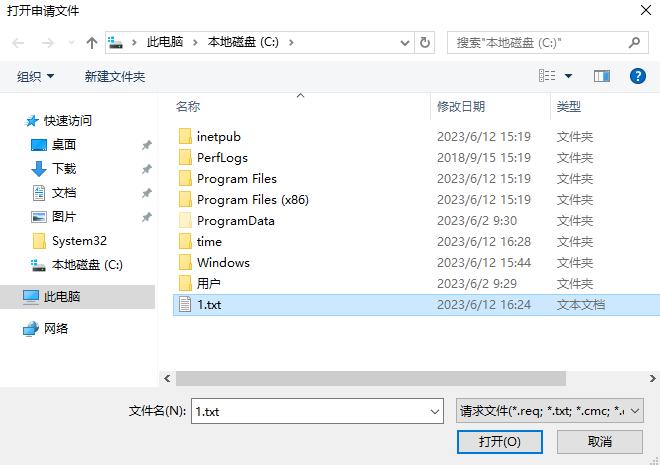 打开申请文件
此电脑 本地磁盘 (C:)
搜索"本地磁盘 (C:)"
组织 新建文件夹
名称 修改日期 类型
快速访问
桌面
下载
文档
图片
System32
本地磁盘 (C:)
此电脑
网络
inetpub 2023/6/12 15:19 文件夹
PerfLogs 2018/9/15 15:19 文件夹
Program Files 2023/6/12 15:19 文件夹
Program Files (x86) 2023/6/12 15:19 文件夹
ProgramData 2023/6/2 9:30 文件夹
time 2023/6/12 16:28 文件夹
Windows 2023/6/12 15:44 文件夹
用户 2023/6/2 9:29 文件夹
1.txt 2023/6/12 16:24 文本文档
文件名(N): 1.txt 请求文件(*.req; *.txt; *.cmc; *.c
打开(O) 取消